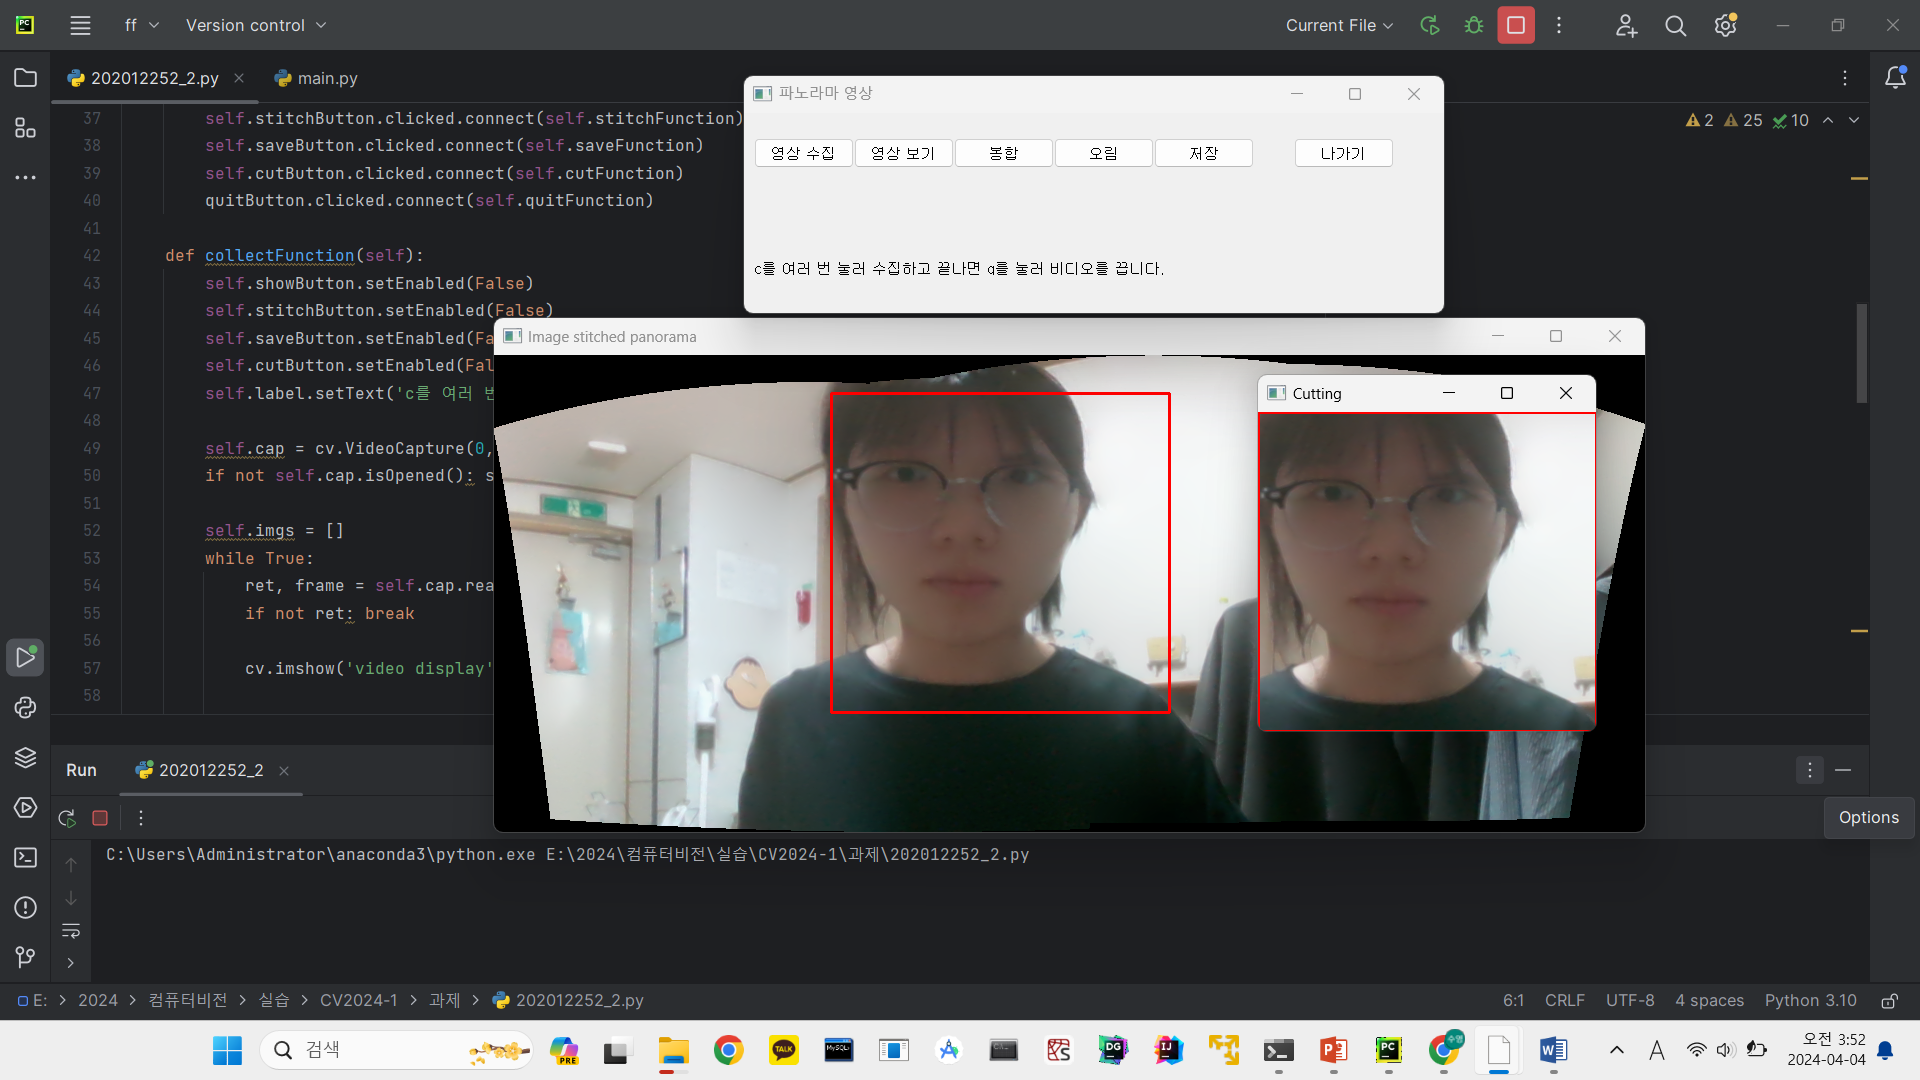 ff
Version control
Current File
202012252_2.py
main.py
37 self.stitchButton.clicked.connect(self.stitchFunction)
38 self.saveButton.clicked.connect(self.saveFunction)
39 self.cutButton.clicked.connect(self.cutFunction)
40 quitButton.clicked.connect(self.quitFunction)
41
42 def collectFunction(self):
43 self.showButton.setEnabled(False)
44 self.stitchButton.setEnabled(False)
45 self.saveButton.setEnabled(Fa
46 self.cutButton.setEnabled(Fal
47 self.label.setText('c를 여러 번
48
49 self.cap = cv.VideoCapture(0,
50 if not self.cap.isOpened(): s
51
52 self.imgs = []
53 while True:
54 ret, frame = self.cap.rea
55 if not ret: break
56
57 cv.imshow('video display'
58
2 25 10
파노라마 영상
영상 수집 영상 보기 봉합 오림 저장 나가기
c를 여러 번 눌러 수집하고 끝나면 q를 눌러 비디오를 끕니다.
Image stitched panorama
Cutting
Run
202012252_2
Options
C:\Users\Administrator\anaconda3\python.exe E:\2024\컴퓨터비전\실습\CV2024-1\과제\202012252_2.py
E: > 2024 > 컴퓨터비전 > 실습 > CV2024-1 > 과제 > 202012252_2.py
6:1 CRLF UTF-8 4 spaces Python 3.10
검색
PRE
TALK
MySQL
DG
IJ
P
PC
수영
W
A
오전 3:52
2024-04-04